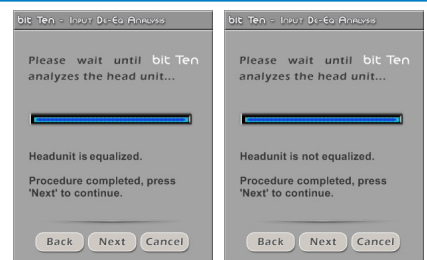 bit Ten - Input De-Eq Analysis
Please wait until bit Ten
analyzes the head unit...
Headunit is equalized.
Procedure completed, press
'Next' to continue.
Back Next Cancel
bit Ten - Input De-Eq Analysis
Please wait until bit Ten
analyzes the head unit...
Headunit is not equalized.
Procedure completed, press
'Next' to continue.
Back Next Cancel